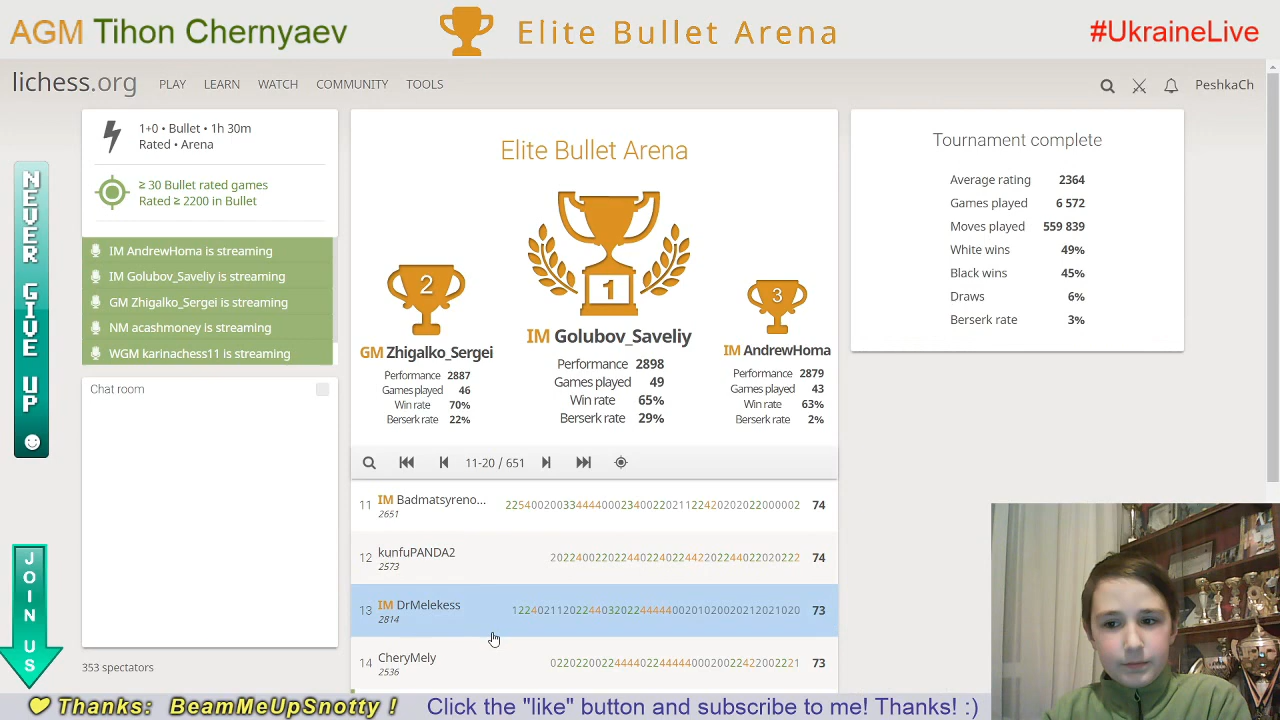 AGM Tihon Chernyaev
Elite Bullet Arena
#UkraineLive
lichess.org
PLAY
LEARN
WATCH
COMMUNITY
TOOLS
PeshkaCh
NEVER GIVE UP
JOIN US
1+0 • Bullet • 1h 30m
Rated • Arena
≥ 30 Bullet rated games
Rated ≥ 2200 in Bullet
IM AndrewHoma is streaming
IM Golubov_Saveliy is streaming
GM Zhigalko_Sergei is streaming
NM acashmoney is streaming
WGM karinachess11 is streaming
Chat room
353 spectators
Elite Bullet Arena
2
GM Zhigalko_Sergei
Performance 2887
Games played 46
Win rate 70%
Berserk rate 22%
1
IM Golubov_Saveliy
Performance 2898
Games played 49
Win rate 65%
Berserk rate 29%
3
IM AndrewHoma
Performance 2879
Games played 43
Win rate 63%
Berserk rate 2%
11-20 / 651
11 IM Badmatsyreno... 22540020033444400023400220211224202020220000002 74
2651
12 kunfuPANDA2 202240022022440224022442202244022020222 74
2573
13 IM DrMelekess 122402112022440320224444400201020020212021020 73
2814
14 CheryMely 022022002244440224444400020022422002221 73
2536
Tournament complete
Average rating 2364
Games played 6 572
Moves played 559 839
White wins 49%
Black wins 45%
Draws 6%
Berserk rate 3%
Thanks: BeamMeUpSnotty !
Click the "like" button and subscribe to me! Thanks! :)